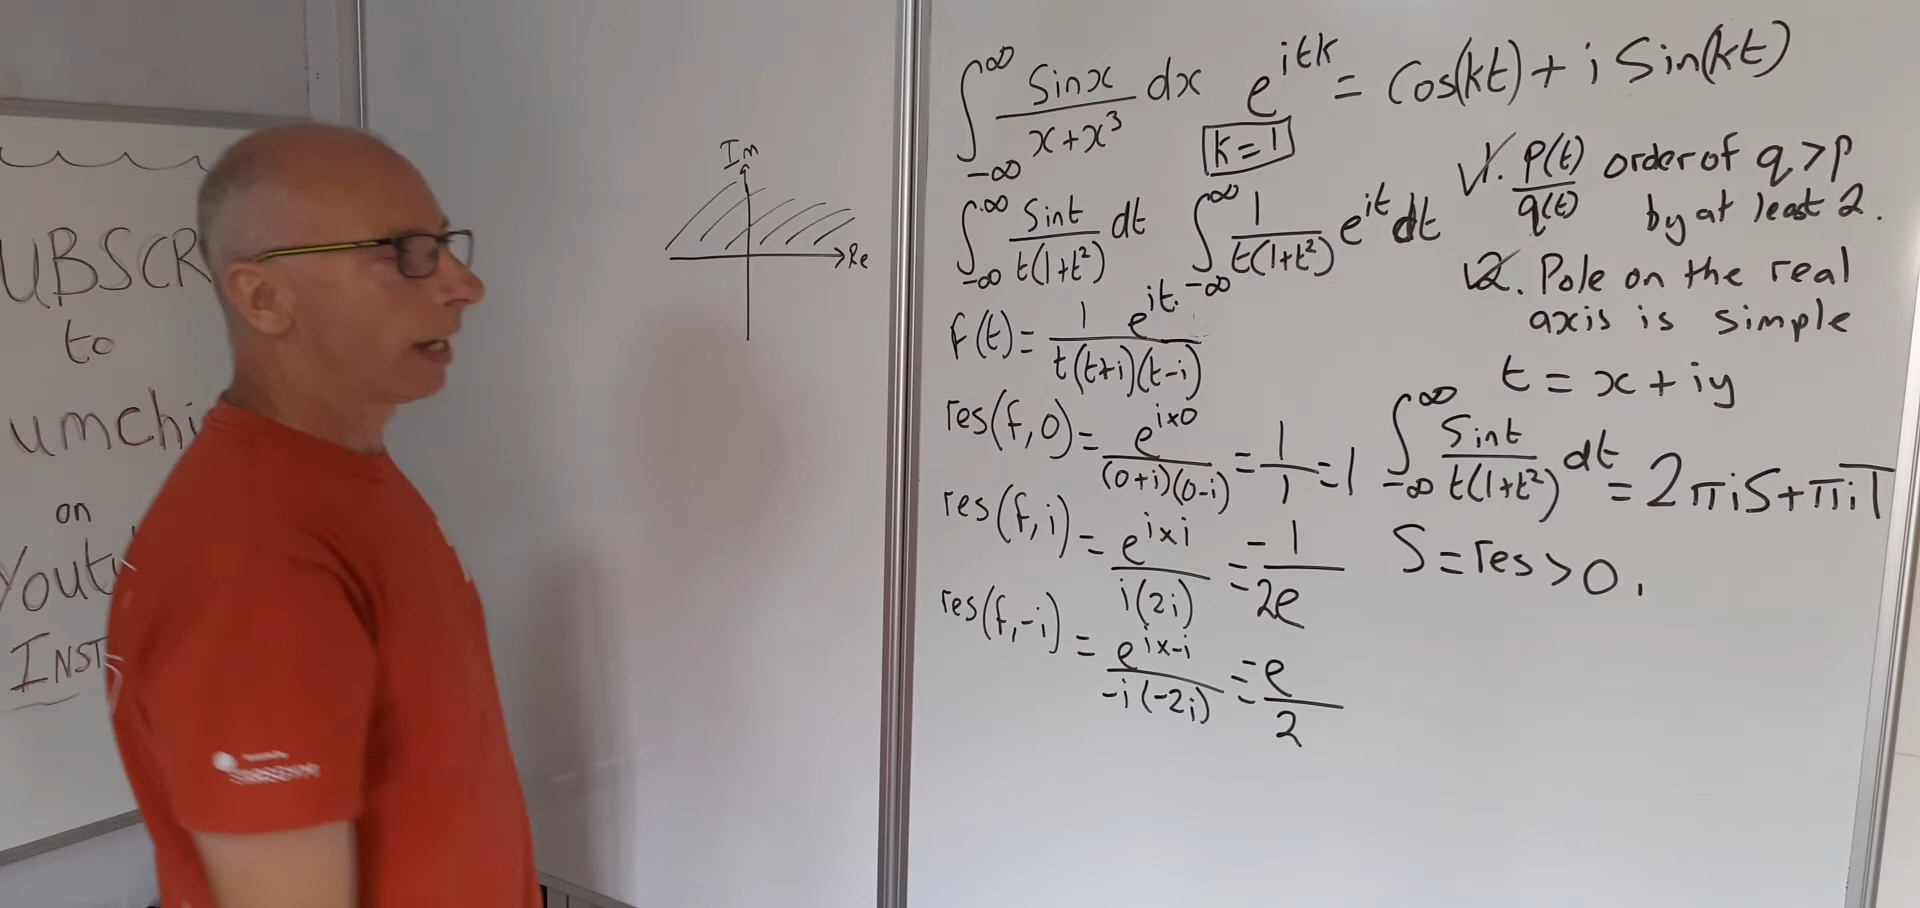 UBSCR
to
umchi
on
Yout
INST
Im
Re
∫_{-∞}^{∞} Sinx/(x+x³) dx e^{itk} = Cos(kt) + i Sin(kt)
k=1
1. p(t)/q(t) order of q > p
by at least 2.
∫_{-∞}^{∞} Sint/(t(1+t²)) dt ∫_{-∞}^{∞} 1/(t(1+t²)) e^{it} dt
2. Pole on the real
axis is simple
f(t) = 1 e^{it}/(t(t+i)(t-i))
t = x + iy
res(f,0) = e^{i×0}/((0+i)(0-i)) = 1/1 = 1
∫_{-∞}^{∞} Sint/(t(1+t²)) dt = 2πiS + πiT
res(f,i) = e^{i×i}/(i(2i)) = -1/(2e)
S = res > 0.
res(f,-i) = e^{i×-i}/(-i(-2i)) = -e/2